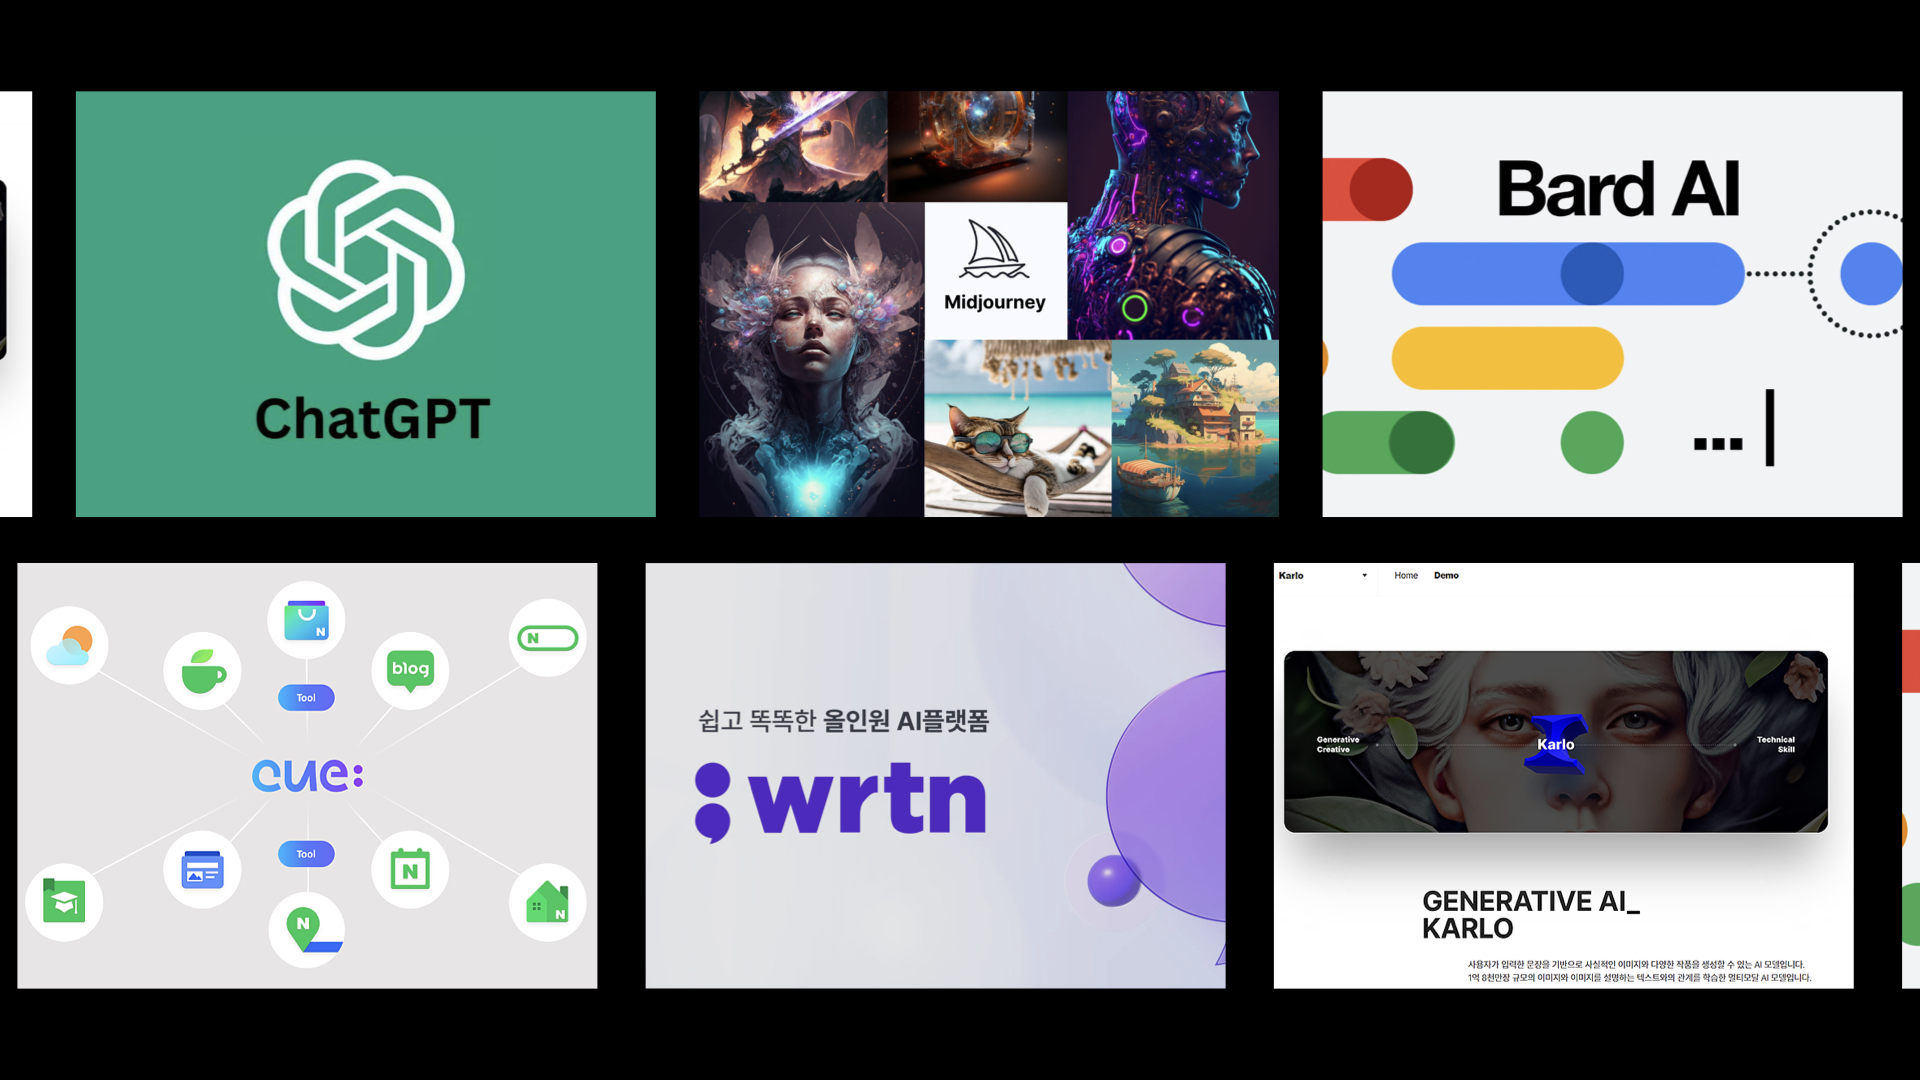 ChatGPT
Midjourney
Bard AI
...
N
N
blog
Tool
cue:
Tool
N
N
N
쉽고 똑똑한 올인원 AI플랫폼
wrtn
Karlo
Home
Demo
Generative
Creative
Karlo
Technical
Skill
GENERATIVE AI_
KARLO
사용자가 입력한 문장을 기반으로 사실적인 이미지와 다양한 작품을 생성할 수 있는 AI 모델입니다.
1억 8천만장 규모의 이미지와 이미지를 설명하는 텍스트와의 관계를 학습한 멀티모달 AI 모델입니다.